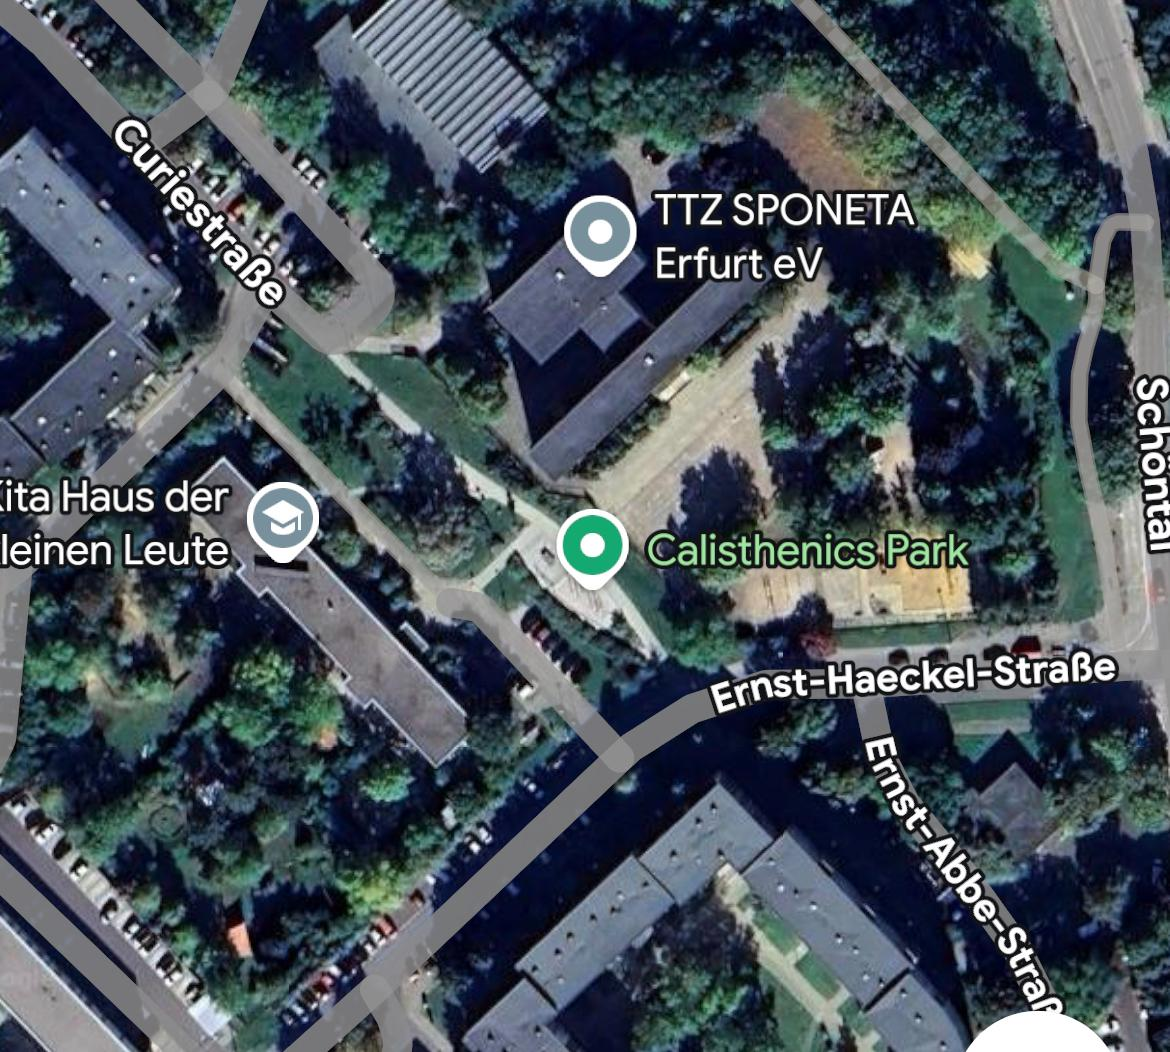 Curiestraße
TTZ SPONETA
Erfurt eV
Kita Haus der
leinen Leute
Calisthenics Park
Schöntal
Ernst-Haeckel-Straße
Ernst-Abbe-Straß